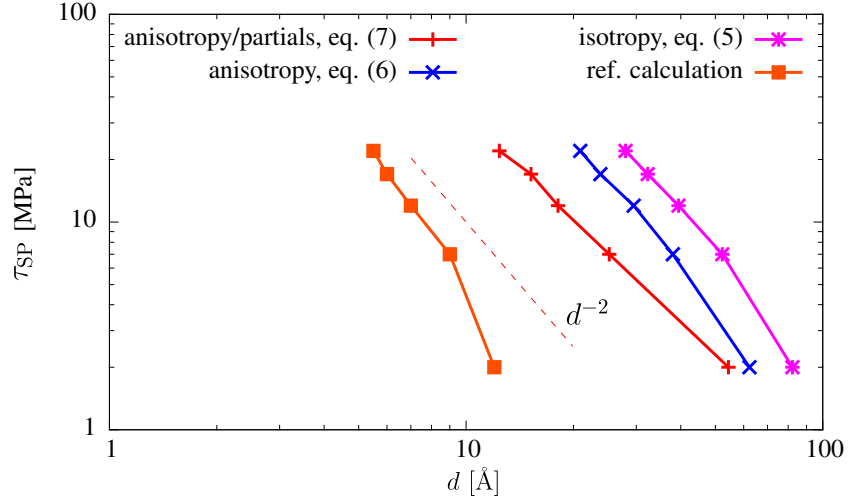 100
anisotropy/partials, eq. (7)
isotropy, eq. (5)
anisotropy, eq. (6)
ref. calculation
τSP [MPa]
10
d⁻²
1
1
10
100
d [Å]